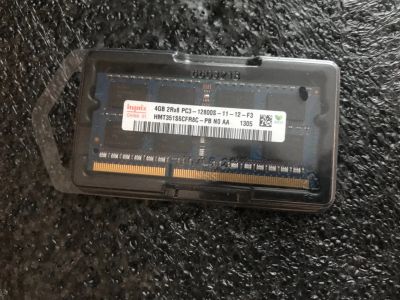 hynix
4GB 2Rx8 PC3-12800S-11-12-F3
HMT351S6CFR8C-PB N0 AA
1305